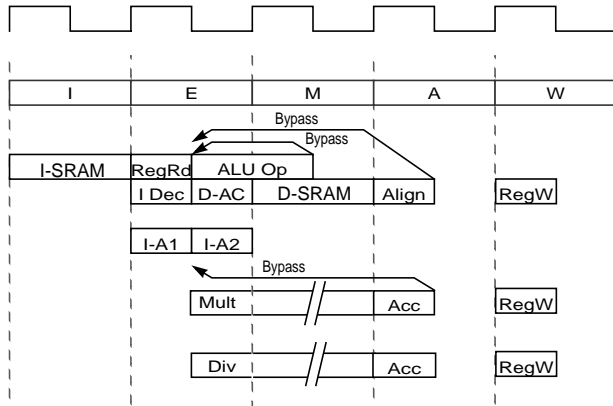 I E M A W
Bypass
Bypass
I-SRAM RegRd ALU Op
I Dec D-AC D-SRAM Align RegW
I-A1 I-A2
Bypass
Mult Acc RegW
Div Acc RegW